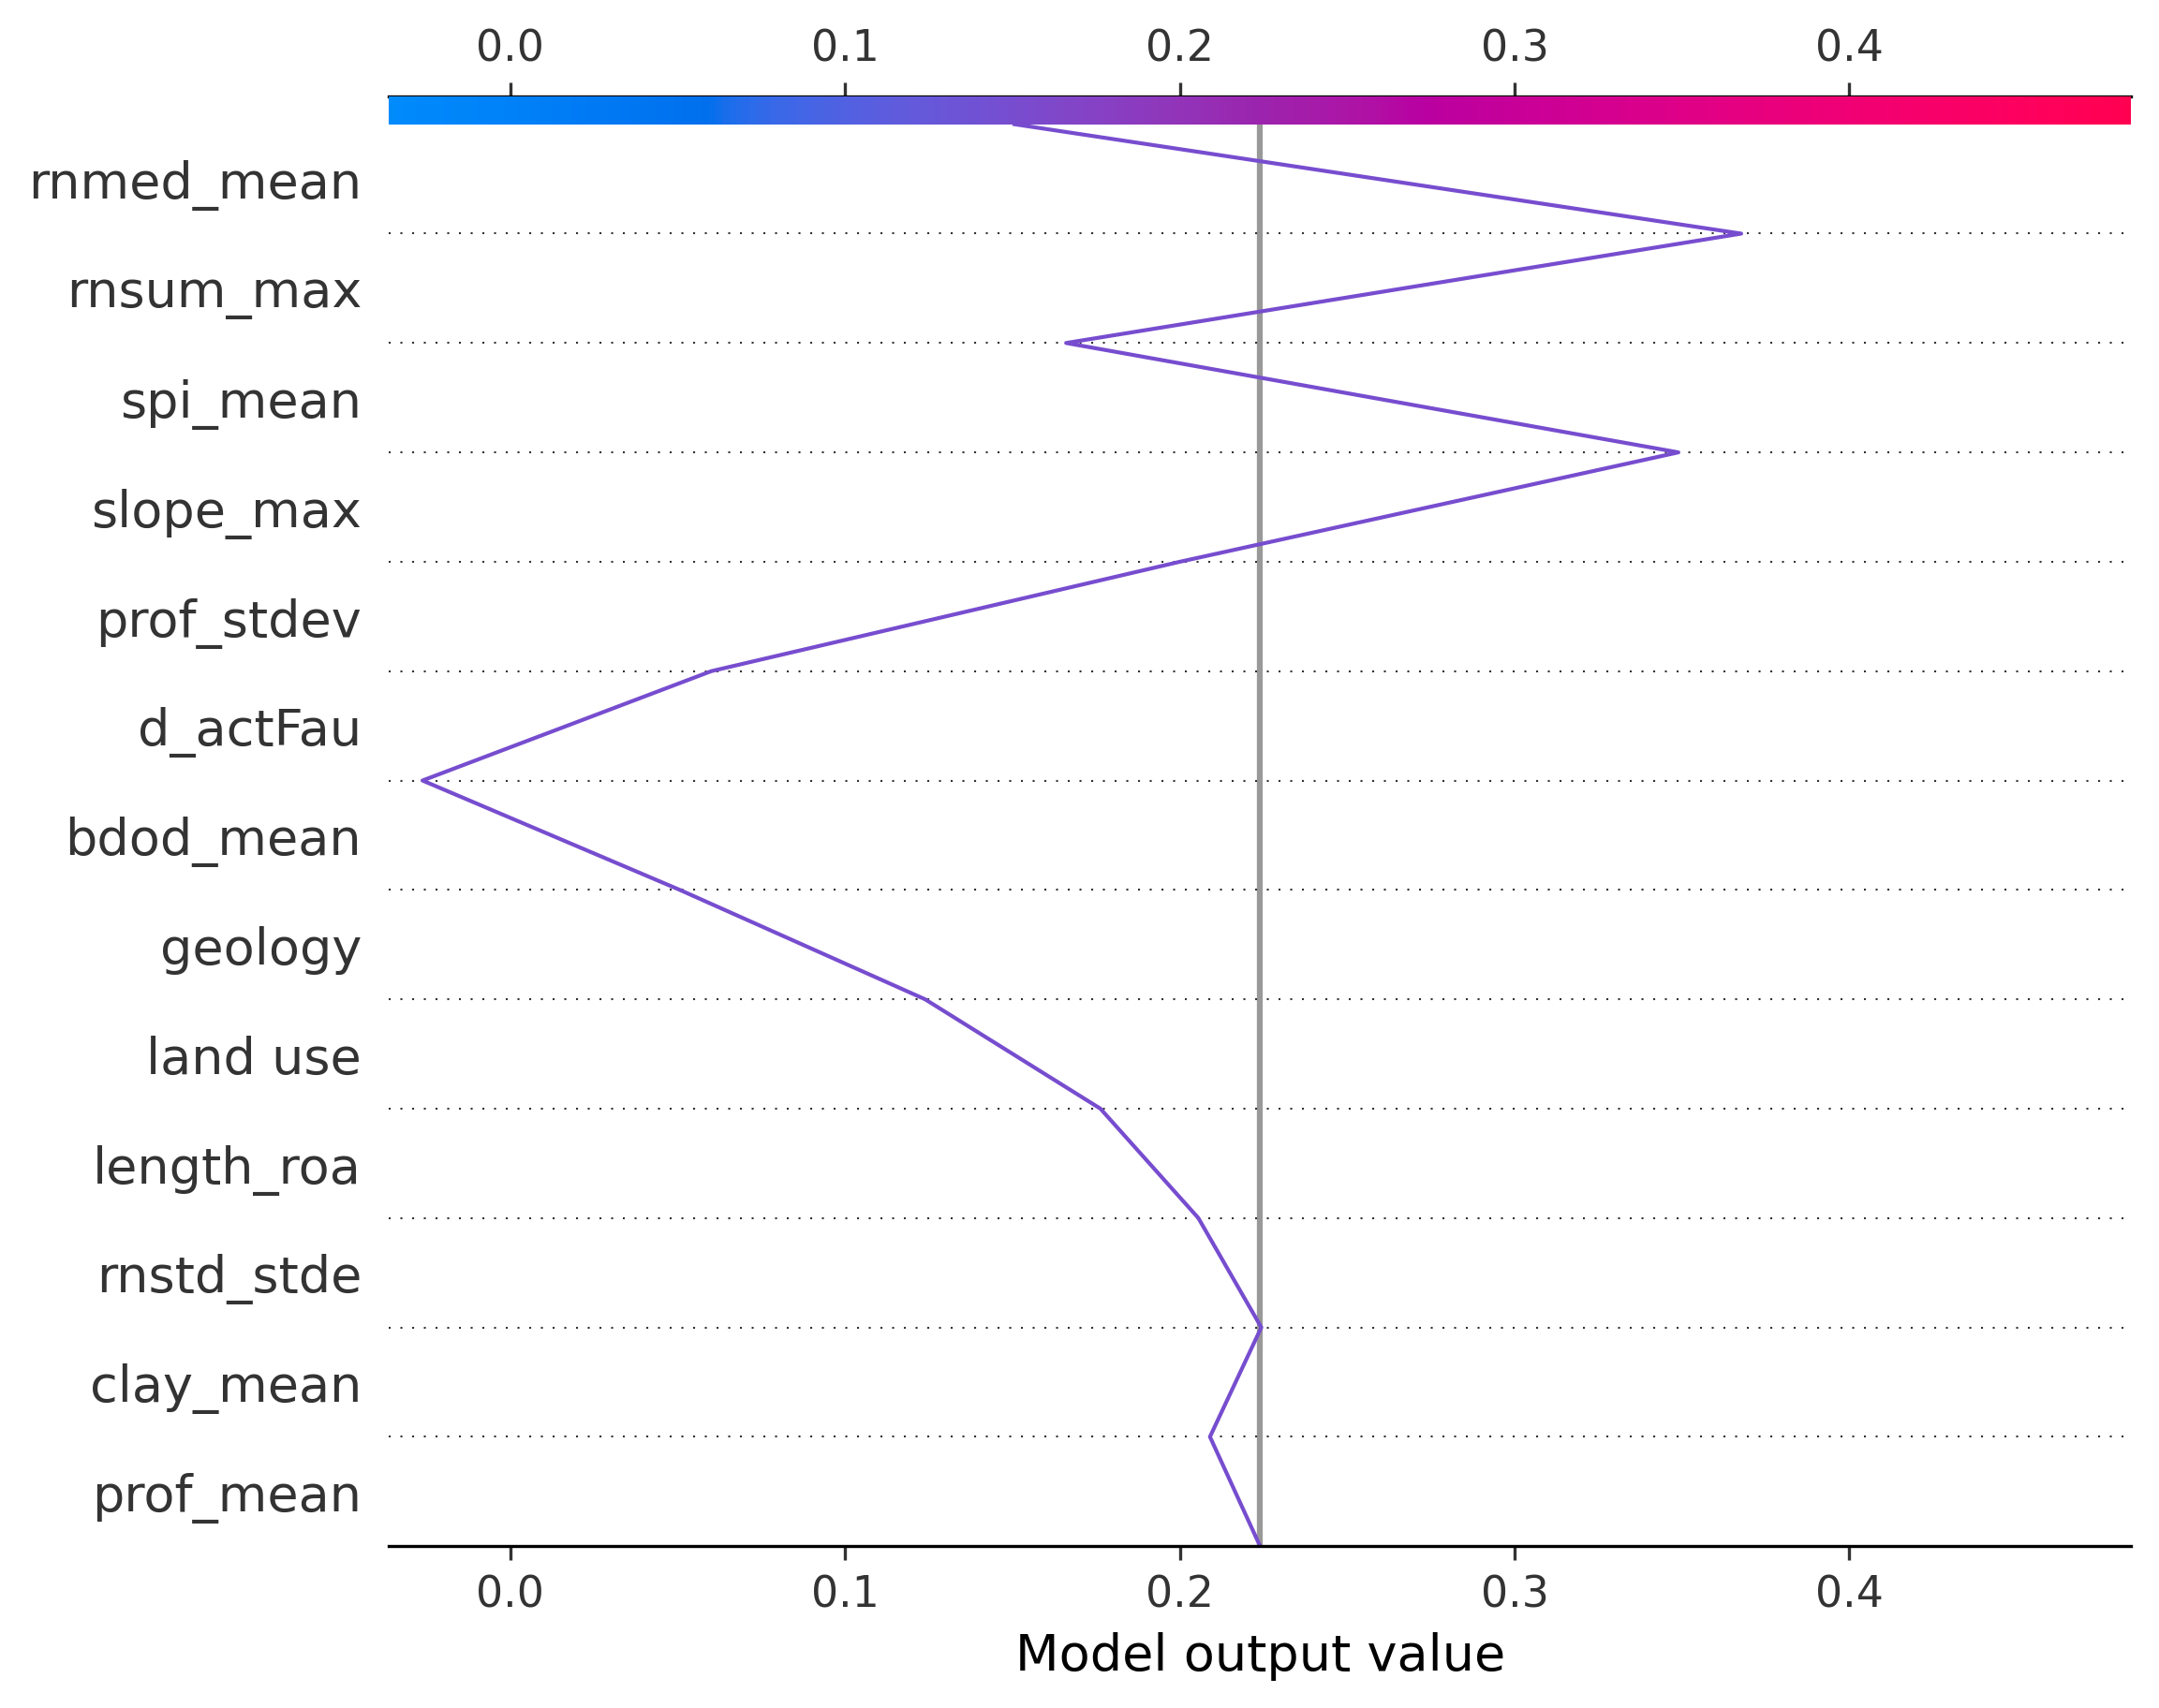 0.0 0.1 0.2 0.3 0.4
rnmed_mean
rnsum_max
spi_mean
slope_max
prof_stdev
d_actFau
bdod_mean
geology
land use
length_roa
rnstd_stde
clay_mean
prof_mean
0.0 0.1 0.2 0.3 0.4
Model output value